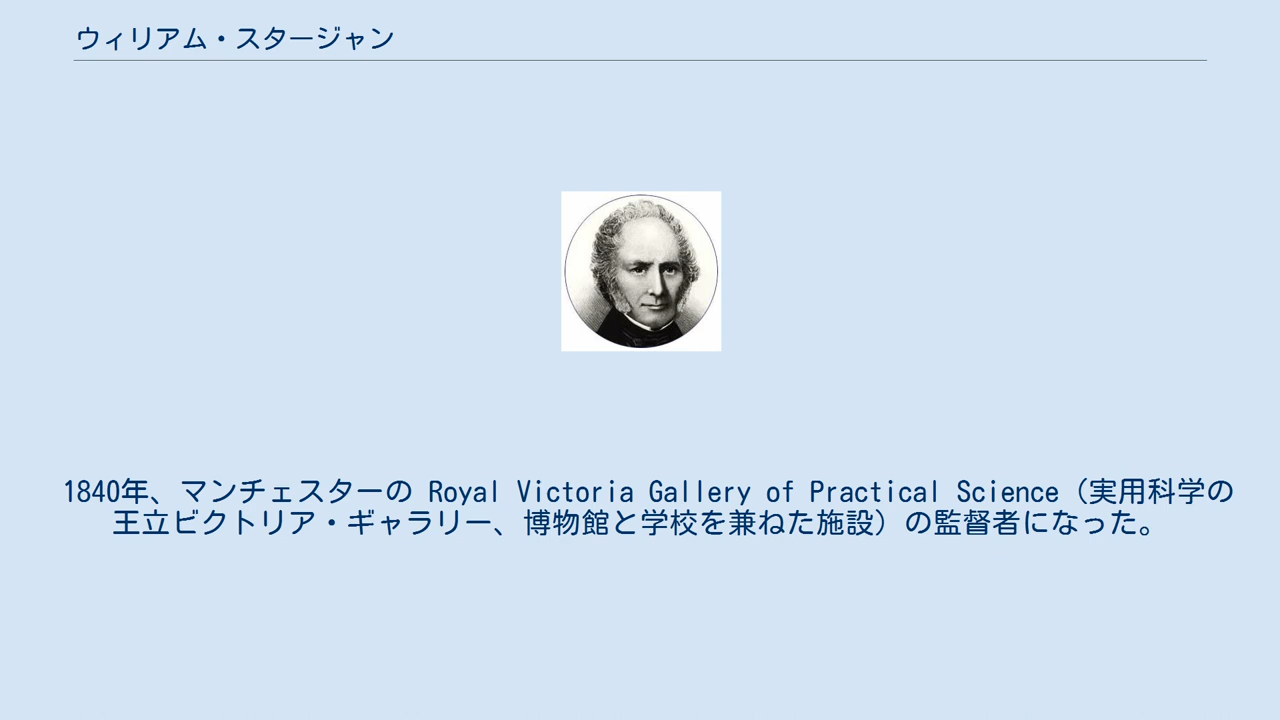 ウィリアム・スタージャン
1840年、マンチェスターの Royal Victoria Gallery of Practical Science（実用科学の
王立ビクトリア・ギャラリー、博物館と学校を兼ねた施設）の監督者になった。